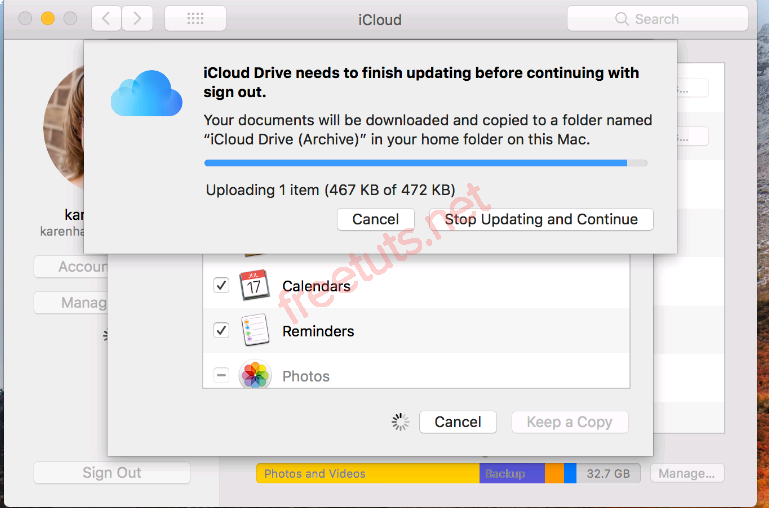 iCloud
Search
iCloud Drive needs to finish updating before continuing with
sign out.
Your documents will be downloaded and copied to a folder named
“iCloud Drive (Archive)” in your home folder on this Mac.
Uploading 1 item (467 KB of 472 KB)
Cancel
Stop Updating and Continue
s...
s...
kar
karenha
Accoun
Manag
JUL
17
Calendars
Reminders
Photos
Cancel
Keep a Copy
Sign Out
Photos and Videos
Backup
32.7 GB
Manage...
freetuts.net